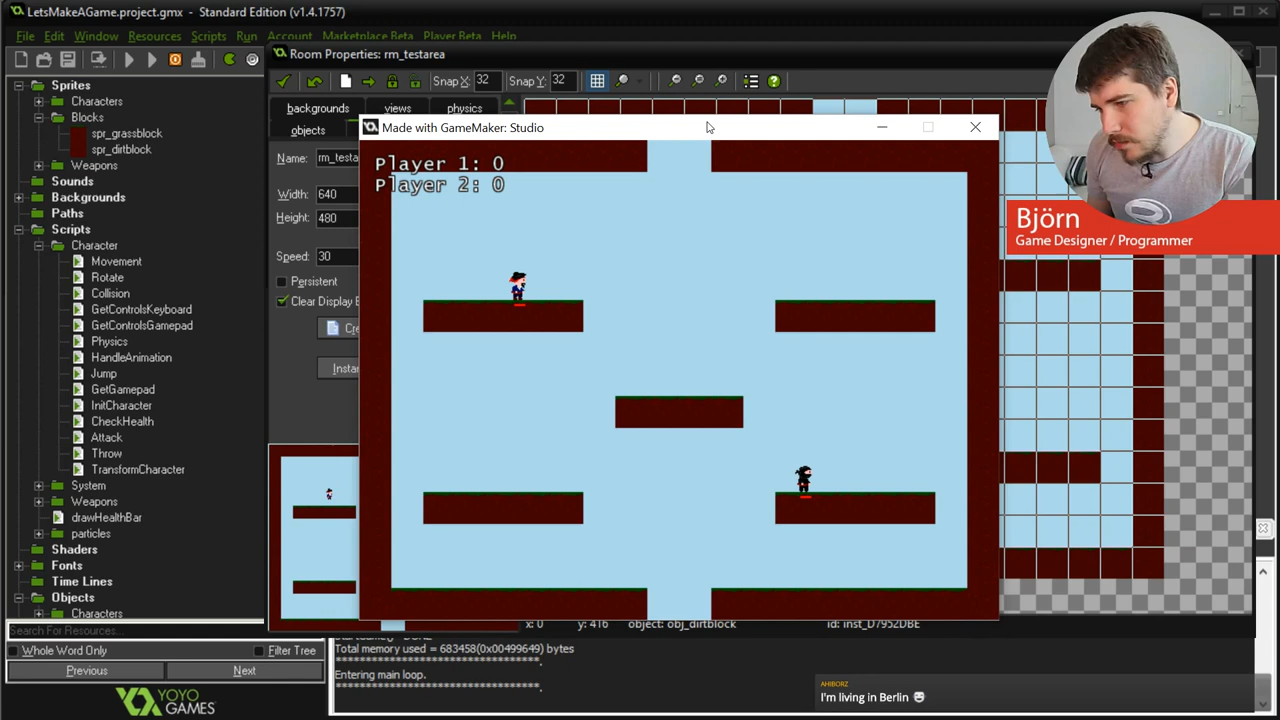 LetsMakeAGame.project.gmx - Standard Edition (v1.4.1757)
File Edit Window Resources Scripts Run Account Marketplace Beta Player Beta Help
Room Properties: rm_testarea
Snap X: 32 Snap Y: 32
backgrounds views physics
objects
Name: rm_testa
Width: 640
Height: 480
Speed: 30
Persistent
Clear Display B
Cre
Instan
Sprites
Characters
Blocks
spr_grassblock
spr_dirtblock
Weapons
Sounds
Backgrounds
Paths
Scripts
Character
Movement
Rotate
Collision
GetControlsKeyboard
GetControlsGamepad
Physics
HandleAnimation
Jump
GetGamepad
InitCharacter
CheckHealth
Attack
Throw
TransformCharacter
System
Weapons
drawHealthBar
particles
Shaders
Fonts
Time Lines
Objects
Characters
Search For Resources...
Whole Word Only Filter Tree
Previous Next
YOYO
GAMES
Made with GameMaker: Studio
Player 1: 0
Player 2: 0
Björn
Game Designer / Programmer
x: 0 y: 416 object: obj_dirtblock id: inst_D7952DBE
Total memory used = 683458(0x00499649) bytes
**********************************.
Entering main loop.
**********************************.
AHIBORZ
I'm living in Berlin